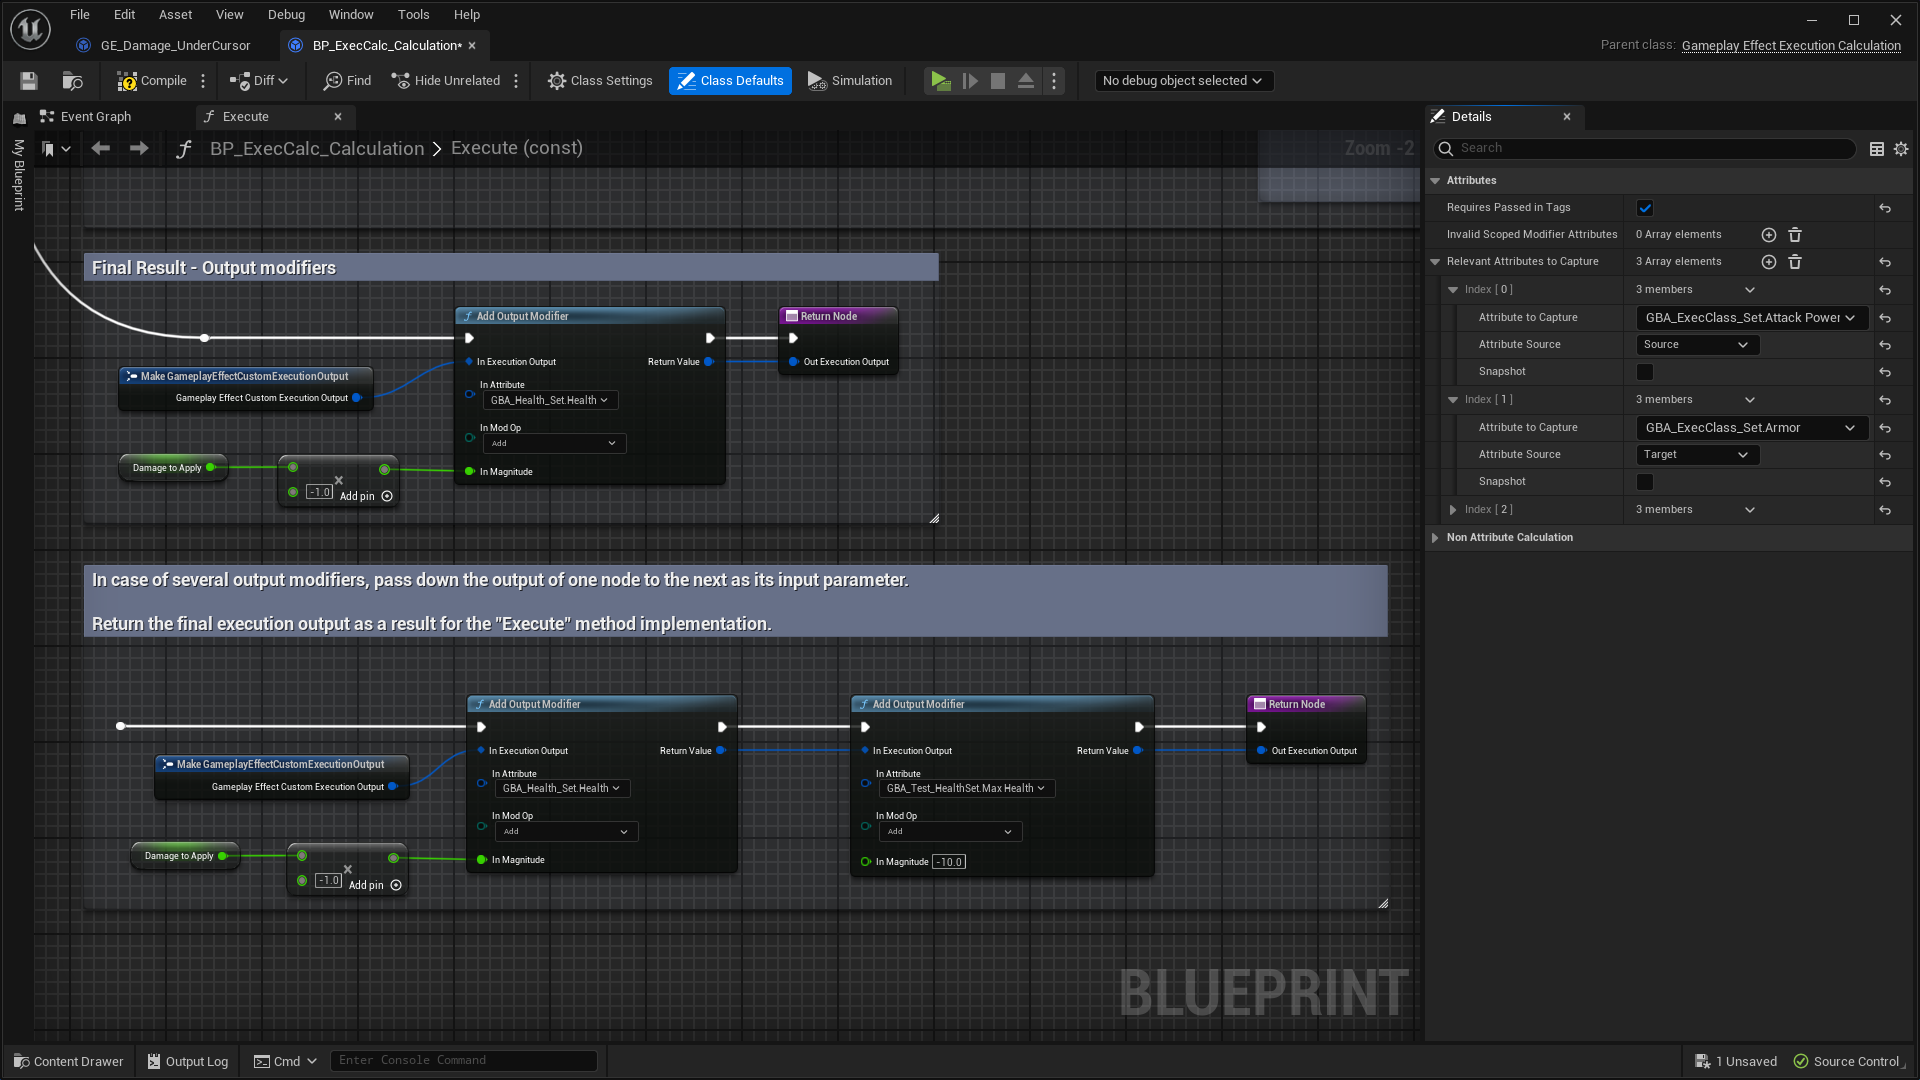 File Edit Asset View Debug Window Tools Help
GE_Damage_UnderCursor
BP_ExecCalc_Calculation*
Parent class: Gameplay Effect Execution Calculation
Compile
Diff
Find
Hide Unrelated
Class Settings
Class Defaults
Simulation
No debug object selected
My Blueprint
Event Graph
Execute
BP_ExecCalc_Calculation > Execute (const)
Zoom -2
Final Result - Output modifiers
Add Output Modifier
In Execution Output
Return Value
In Attribute
GBA_Health_Set.Health
In Mod Op
Add
In Magnitude
Return Node
Out Execution Output
Make GameplayEffectCustomExecutionOutput
Gameplay Effect Custom Execution Output
Damage to Apply
-1.0
Add pin
In case of several output modifiers, pass down the output of one node to the next as its input parameter.
Return the final execution output as a result for the "Execute" method implementation.
Add Output Modifier
In Execution Output
Return Value
In Attribute
GBA_Health_Set.Health
In Mod Op
Add
In Magnitude
Add Output Modifier
In Execution Output
Return Value
In Attribute
GBA_Test_HealthSet.Max Health
In Mod Op
Add
In Magnitude -10.0
Return Node
Out Execution Output
Make GameplayEffectCustomExecutionOutput
Gameplay Effect Custom Execution Output
Damage to Apply
-1.0
Add pin
BLUEPRINT
Details
Search
Attributes
Requires Passed in Tags
Invalid Scoped Modifier Attributes 0 Array elements
Relevant Attributes to Capture 3 Array elements
Index [ 0 ] 3 members
Attribute to Capture GBA_ExecClass_Set.Attack Power
Attribute Source Source
Snapshot
Index [ 1 ] 3 members
Attribute to Capture GBA_ExecClass_Set.Armor
Attribute Source Target
Snapshot
Index [ 2 ] 3 members
Non Attribute Calculation
Content Drawer
Output Log
Cmd
Enter Console Command
1 Unsaved
Source Control